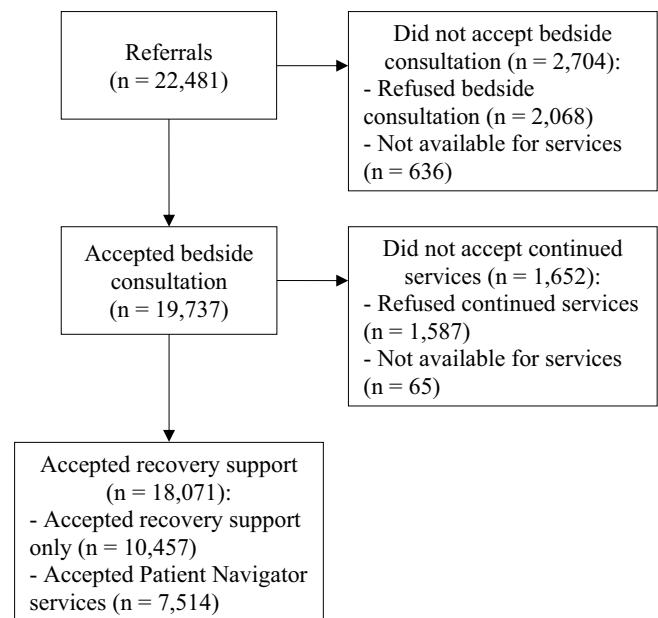 Referrals
(n = 22,481)
Did not accept bedside
consultation (n = 2,704):
- Refused bedside
consultation (n = 2,068)
- Not available for services
(n = 636)
Accepted bedside
consultation
(n = 19,737)
Did not accept continued
services (n = 1,652):
- Refused continued services
(n = 1,587)
- Not available for services
(n = 65)
Accepted recovery support
(n = 18,071):
- Accepted recovery support
only (n = 10,457)
- Accepted Patient Navigator
services (n = 7,514)